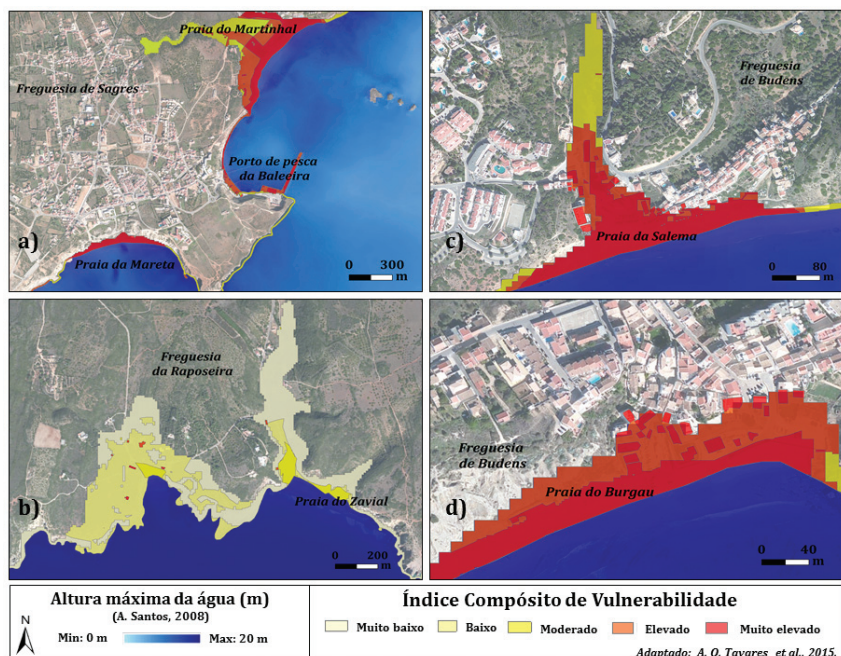 Praia do Martinhal
Freguesia de Sagres
Porto de pesca
da Baleeira
a)
Praia da Mareta
0 300
m
Freguesia
de Budens
c)
Praia da Salema
0 80
m
Freguesia
da Raposeira
b)
Praia do Zavial
0 200
m
Freguesia
de Budens
Praia do Burgau
d)
0 40
m
N
Altura máxima da água (m)
(A. Santos, 2008)
Min: 0 m Max: 20 m
Índice Compósito de Vulnerabilidade
Muito baixo Baixo Moderado Elevado Muito elevado
Adaptado: A. O. Tavares et al., 2015.